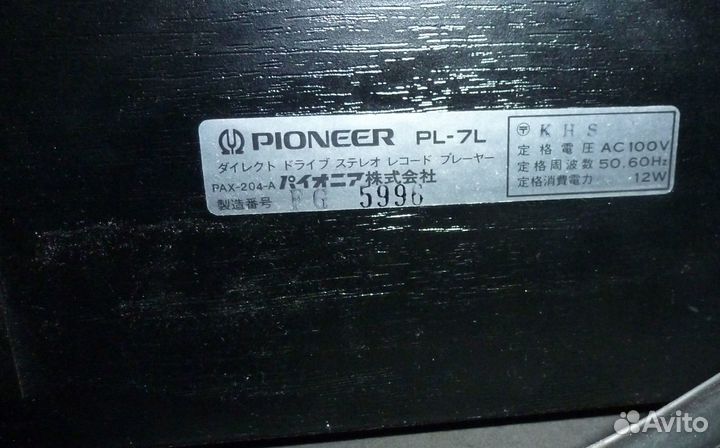 PIONEER PL-7L
ダイレクト ドライブ ステレオ レコード プレーヤー
PAX-204-A パイオニア株式会社
製造番号 FG 5996
〒 KHS
定格電圧 AC100V
定格周波数 50.60Hz
定格消費電力 12W
Avito